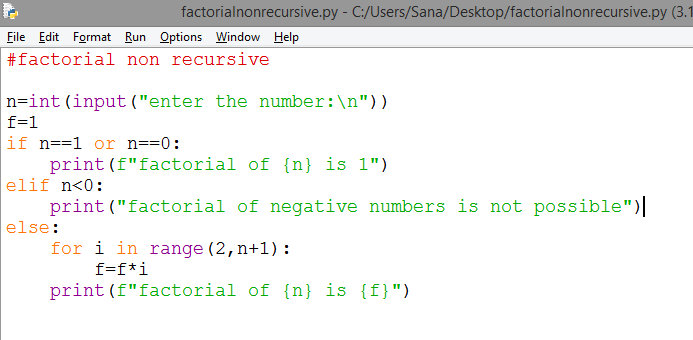 factorialnonrecursive.py - C:/Users/Sana/Desktop/factorialnonrecursive.py (3.1
File Edit Format Run Options Window Help
#factorial non recursive
n=int(input("enter the number:\n"))
f=1
if n==1 or n==0:
    print(f"factorial of {n} is 1")
elif n<0:
    print("factorial of negative numbers is not possible")
else:
    for i in range(2,n+1):
        f=f*i
    print(f"factorial of {n} is {f}")